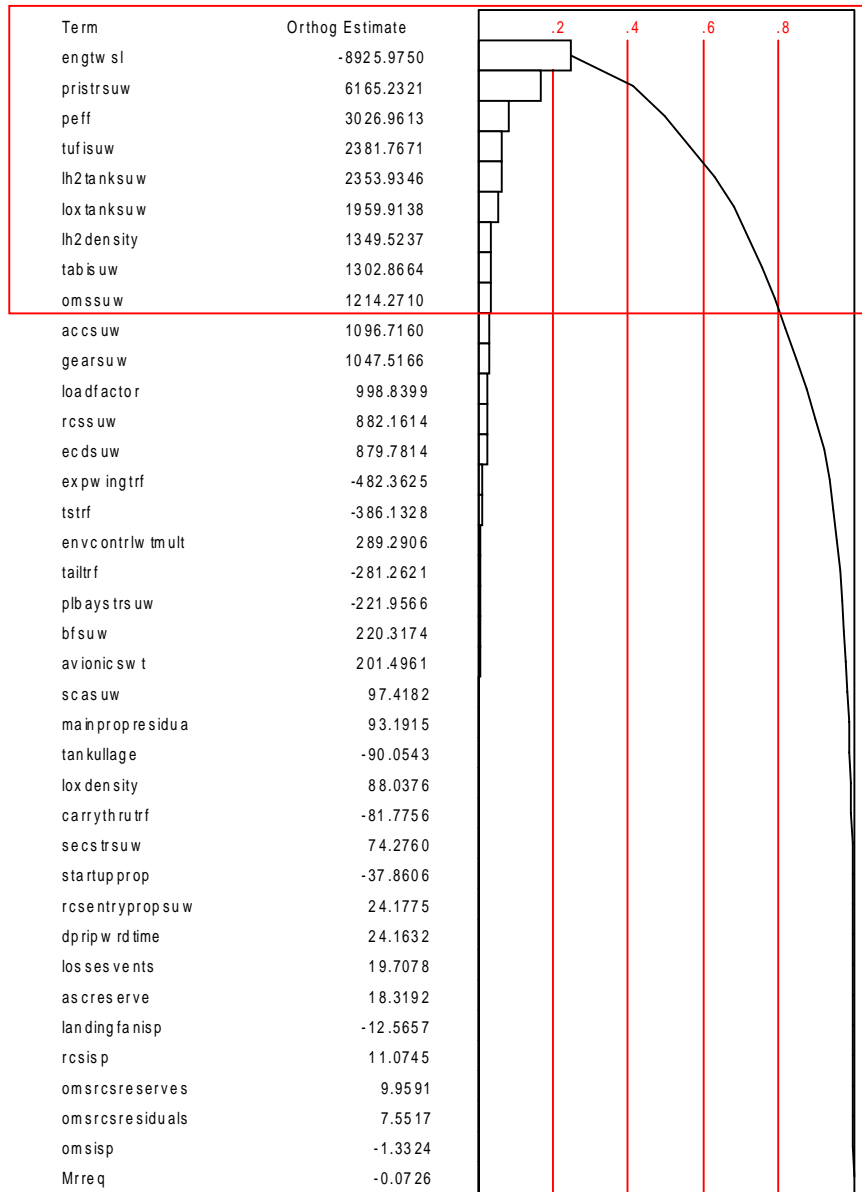 Term Orthog Estimate .2 .4 .6 .8
engtwsl -8925.9750
pristrsuw 6165.2321
peff 3026.9613
tufisuw 2381.7671
lh2tanksuw 2353.9346
loxtanksuw 1959.9138
lh2density 1349.5237
tabisuw 1302.8664
omssuw 1214.2710
accsuw 1096.7160
gearsuw 1047.5166
loadfactor 998.8399
rcssuw 882.1614
ecdsuw 879.7814
expwingtrf -482.3625
tstrf -386.1328
envcontrlwtmult 289.2906
tailtrf -281.2621
plbaystrsuw -221.9566
bfsuw 220.3174
avionicswt 201.4961
scasuw 97.4182
mainpropresidua 93.1915
tankullage -90.0543
loxdensity 88.0376
carrythrutrf -81.7756
secstrsuw 74.2760
startupprop -37.8606
rcsentrypropsuw 24.1775
dpripwrdtime 24.1632
lossesvents 19.7078
ascreserve 18.3192
landingfanisp -12.5657
rcsisp 11.0745
omsrcsreserves 9.9591
omsrcsresiduals 7.5517
omsisp -1.3324
Mrreq -0.0726